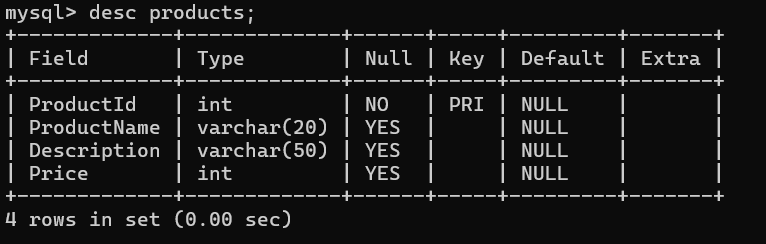 mysql> desc products;
+-------------+-------------+------+-----+---------+-------+
| Field       | Type        | Null | Key | Default | Extra |
+-------------+-------------+------+-----+---------+-------+
| ProductId   | int         | NO   | PRI | NULL    |       |
| ProductName | varchar(20) | YES  |     | NULL    |       |
| Description | varchar(50) | YES  |     | NULL    |       |
| Price       | int         | YES  |     | NULL    |       |
+-------------+-------------+------+-----+---------+-------+
4 rows in set (0.00 sec)